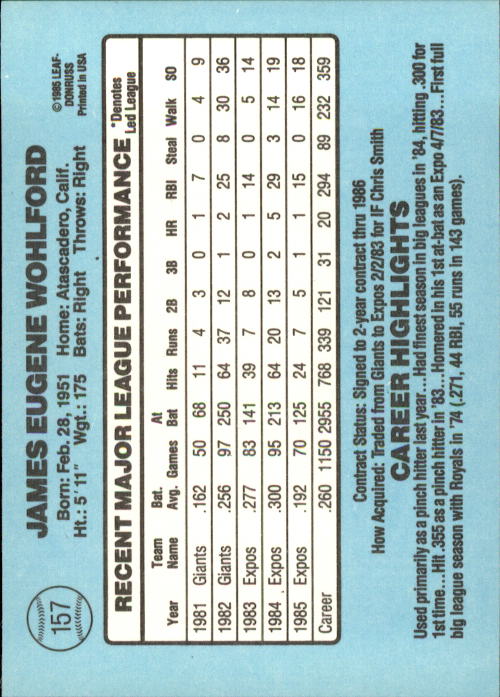 157
JAMES EUGENE WOHLFORD
Born: Feb. 28, 1951 Home: Atascadero, Calif.
Ht.: 5' 11" Wgt.: 175 Bats: Right Throws: Right
©1985 LEAF-
DONRUSS
Printed in USA
RECENT MAJOR LEAGUE PERFORMANCE
*Denotes
Led League
Team Bat. At
Year Name Avg. Games Bat Hits Runs 2B 3B HR RBI Steal Walk SO
1981 Giants .162 50 68 11 4 3 0 1 7 0 4 9
1982 Giants .256 97 250 64 37 12 1 2 25 8 30 36
1983 Expos .277 83 141 39 7 8 0 1 14 0 5 14
1984 Expos .300 95 213 64 20 13 2 5 29 3 14 19
1985 Expos .192 70 125 24 7 5 1 1 15 0 16 18
Career .260 1150 2955 768 339 121 31 20 294 89 232 359
Contract Status: Signed to 2-year contract thru 1986
How Acquired: Traded from Giants to Expos 2/2/83 for IF Chris Smith
CAREER HIGHLIGHTS
Used primarily as a pinch hitter last year...Had finest season in big leagues in '84, hitting .300 for
1st time...Hit .355 as a pinch hitter in '83...Homered in his 1st at-bat as an Expo 4/7/83...First full
big league season with Royals in '74 (.271, 44 RBI, 55 runs in 143 games).